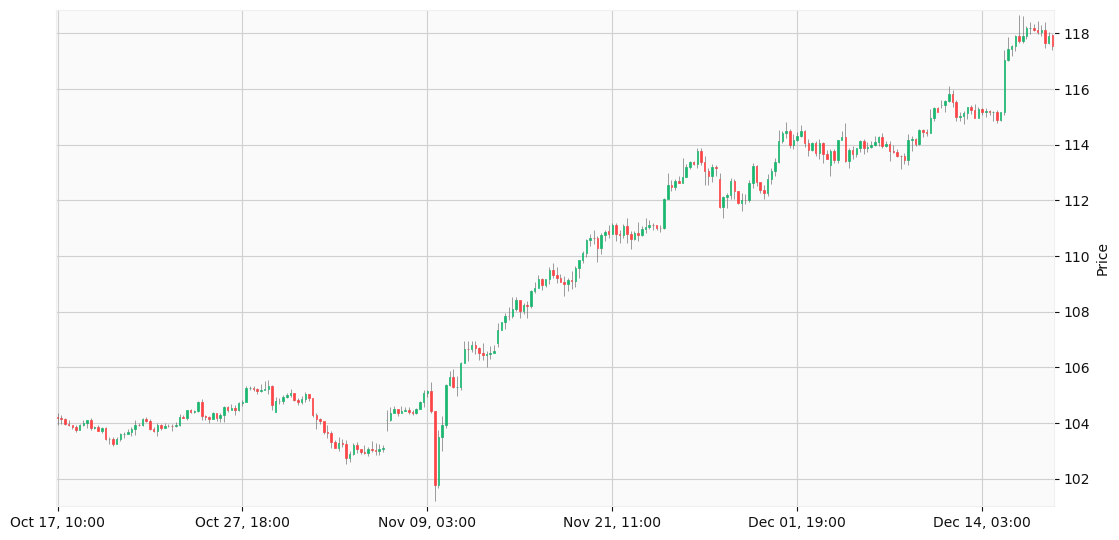 118
116
114
112
110
108
106
104
102
Price
Oct 17, 10:00
Oct 27, 18:00
Nov 09, 03:00
Nov 21, 11:00
Dec 01, 19:00
Dec 14, 03:00